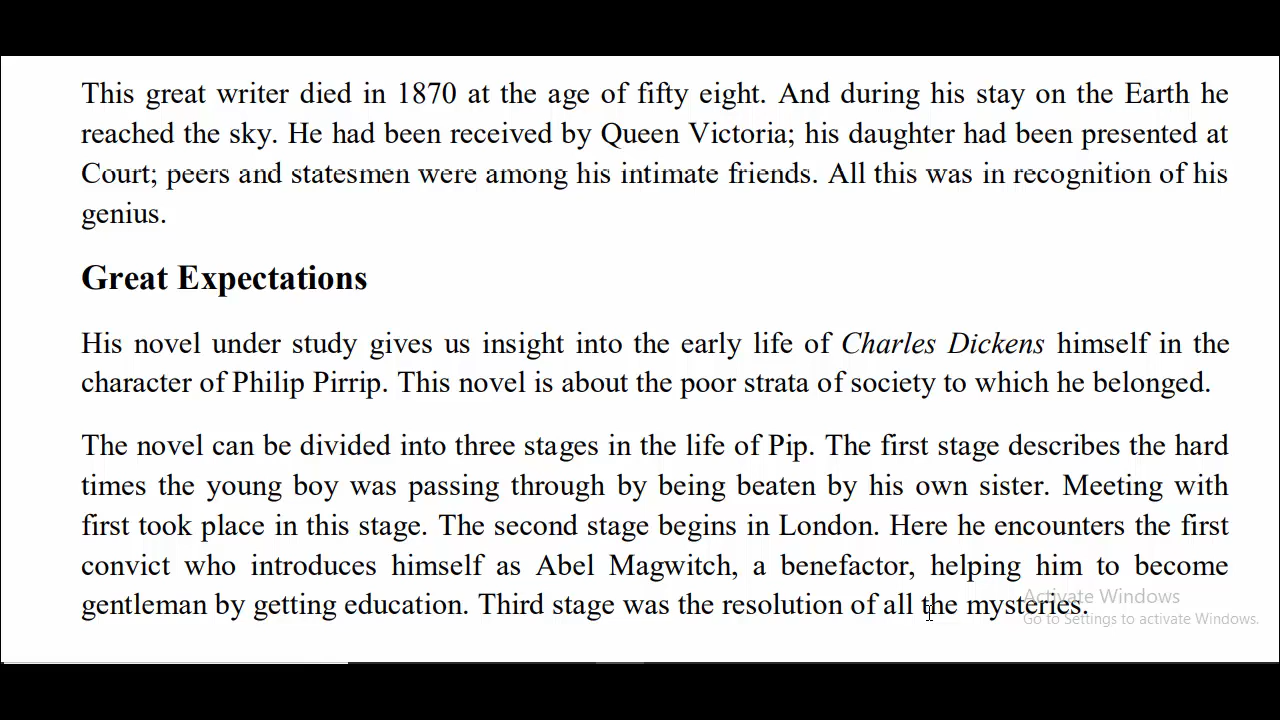 This great writer died in 1870 at the age of fifty eight. And during his stay on the Earth he
reached the sky. He had been received by Queen Victoria; his daughter had been presented at
Court; peers and statesmen were among his intimate friends. All this was in recognition of his
genius.
Great Expectations
His novel under study gives us insight into the early life of Charles Dickens himself in the
character of Philip Pirrip. This novel is about the poor strata of society to which he belonged.
The novel can be divided into three stages in the life of Pip. The first stage describes the hard
times the young boy was passing through by being beaten by his own sister. Meeting with
first took place in this stage. The second stage begins in London. Here he encounters the first
convict who introduces himself as Abel Magwitch, a benefactor, helping him to become
gentleman by getting education. Third stage was the resolution of all the mysteries.
Activate Windows
Go to Settings to activate Windows.